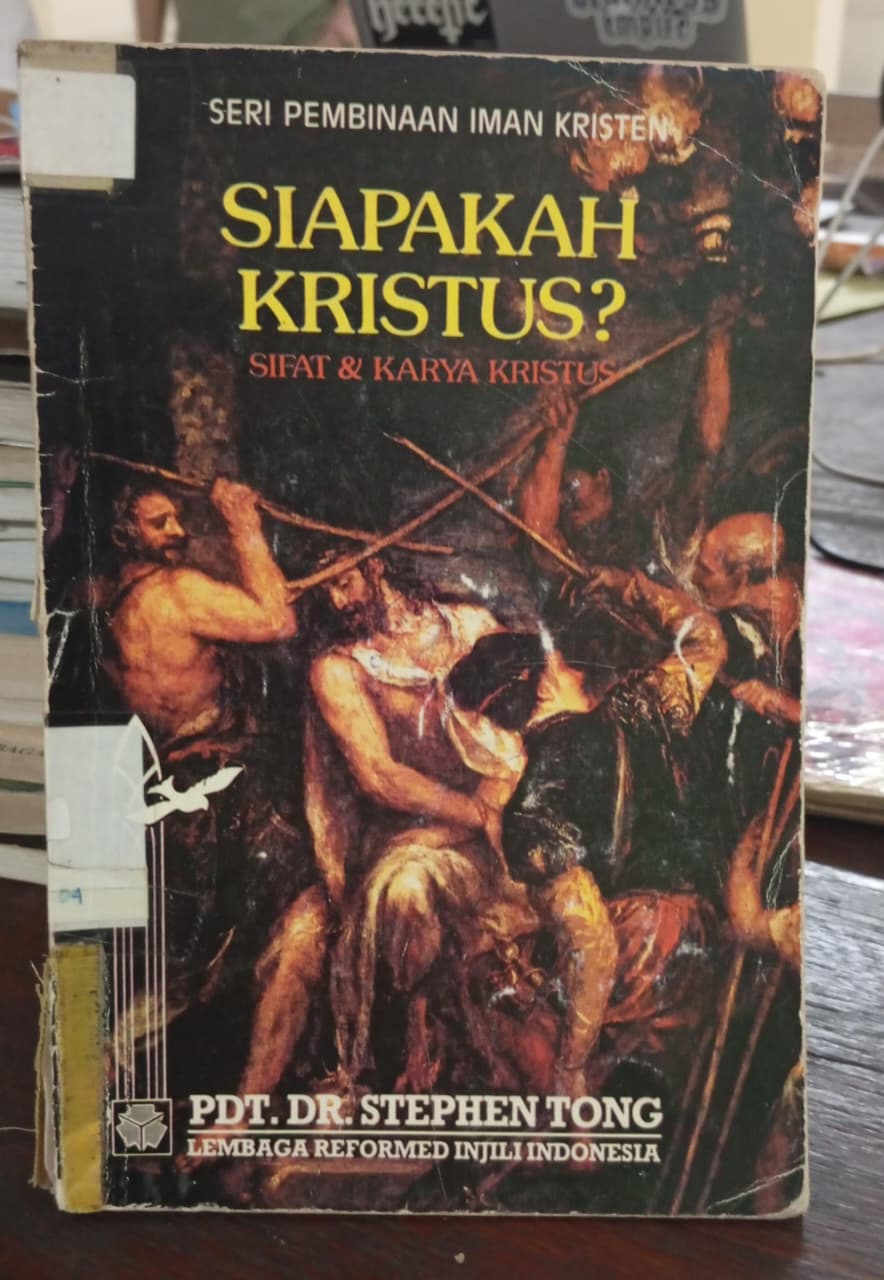 SERI PEMBINAAN IMAN KRISTEN
SIAPAKAH
KRISTUS?
SIFAT & KARYA KRISTUS
PDT. DR. STEPHEN TONG
LEMBAGA REFORMED INJILI INDONESIA